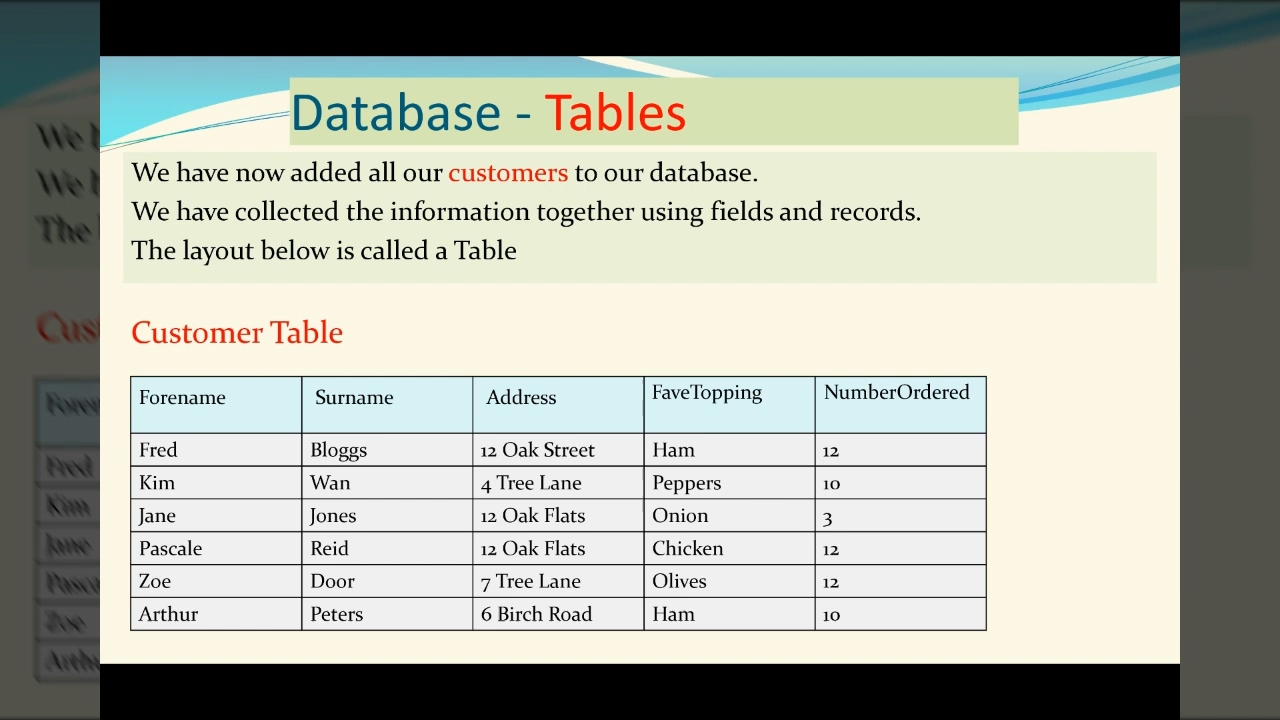 Database - Tables
We have now added all our customers to our database.
We have collected the information together using fields and records.
The layout below is called a Table
Customer Table
Forename Surname Address FaveTopping NumberOrdered
Fred Bloggs 12 Oak Street Ham 12
Kim Wan 4 Tree Lane Peppers 10
Jane Jones 12 Oak Flats Onion 3
Pascale Reid 12 Oak Flats Chicken 12
Zoe Door 7 Tree Lane Olives 12
Arthur Peters 6 Birch Road Ham 10